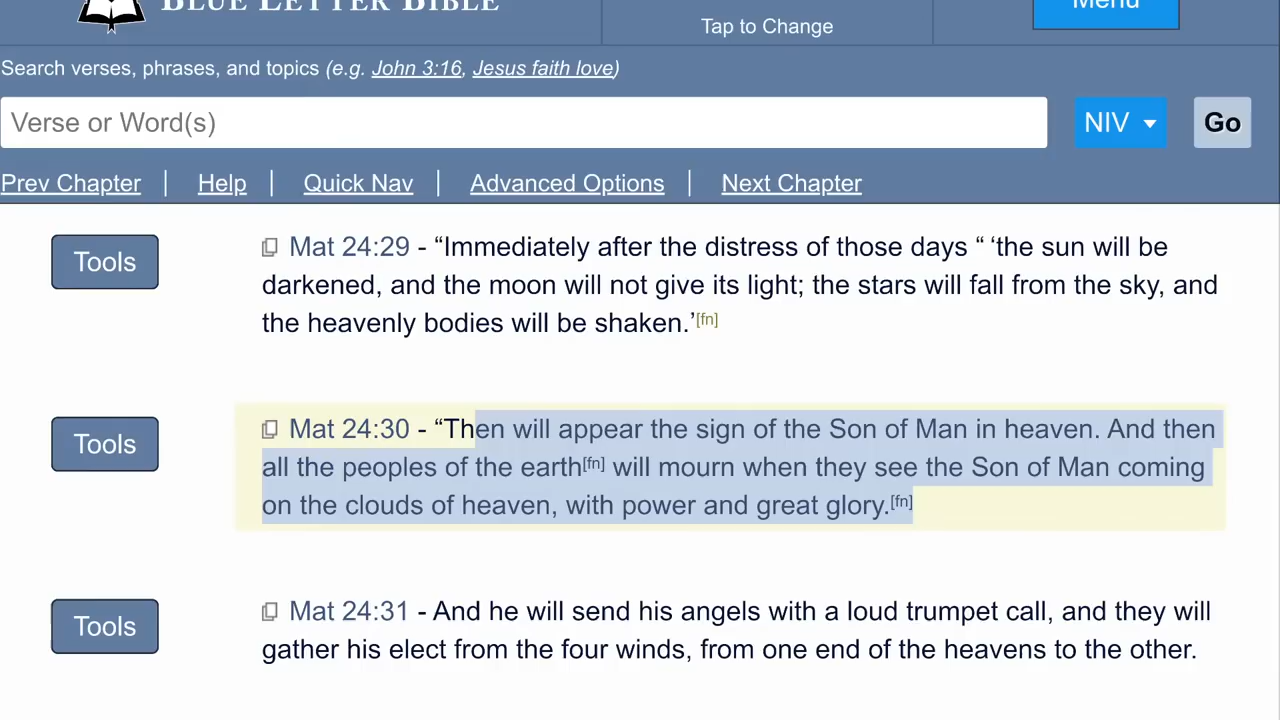 BLUE LETTER BIBLE
Tap to Change
Menu
Search verses, phrases, and topics (e.g. John 3:16, Jesus faith love)
Verse or Word(s)
NIV
Go
Prev Chapter | Help | Quick Nav | Advanced Options | Next Chapter
Tools
Mat 24:29 - “Immediately after the distress of those days “ ‘the sun will be
darkened, and the moon will not give its light; the stars will fall from the sky, and
the heavenly bodies will be shaken.’[fn]
Tools
Mat 24:30 - “Then will appear the sign of the Son of Man in heaven. And then
all the peoples of the earth[fn] will mourn when they see the Son of Man coming
on the clouds of heaven, with power and great glory.[fn]
Tools
Mat 24:31 - And he will send his angels with a loud trumpet call, and they will
gather his elect from the four winds, from one end of the heavens to the other.